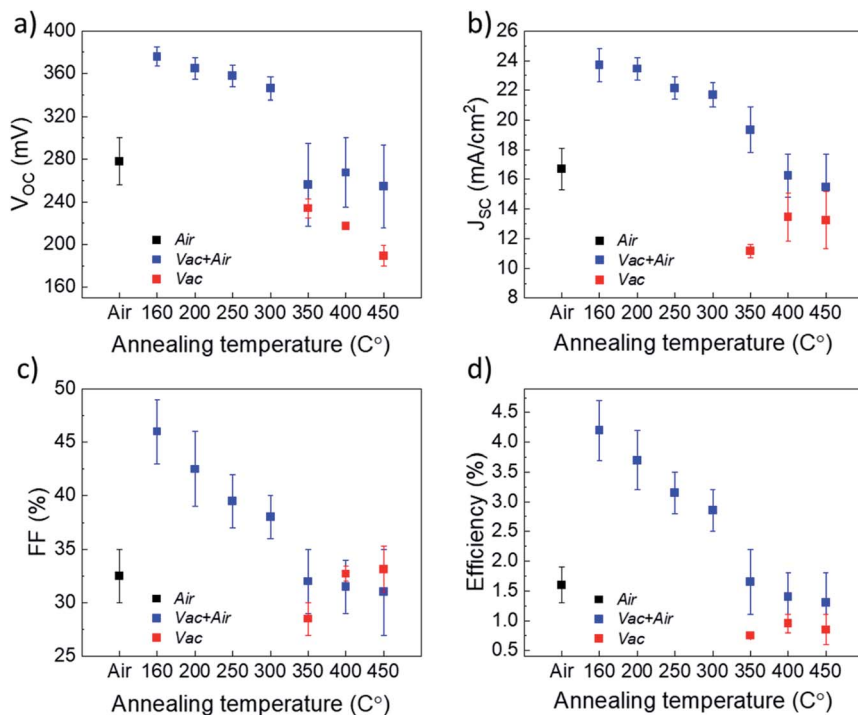 a)
400
360
320
280
240
200
160
V_OC (mV)
Air
Vac+Air
Vac
Air 160 200 250 300 350 400 450
Annealing temperature (C°)
b)
26
24
22
20
18
16
14
12
10
8
J_SC (mA/cm²)
Air
Vac+Air
Vac
Air 160 200 250 300 350 400 450
Annealing temperature (C°)
c)
50
45
40
35
30
25
FF (%)
Air
Vac+Air
Vac
Air 160 200 250 300 350 400 450
Annealing temperature (C°)
d)
4.5
4.0
3.5
3.0
2.5
2.0
1.5
1.0
0.5
Efficiency (%)
Air
Vac+Air
Vac
Air 160 200 250 300 350 400 450
Annealing temperature (C°)